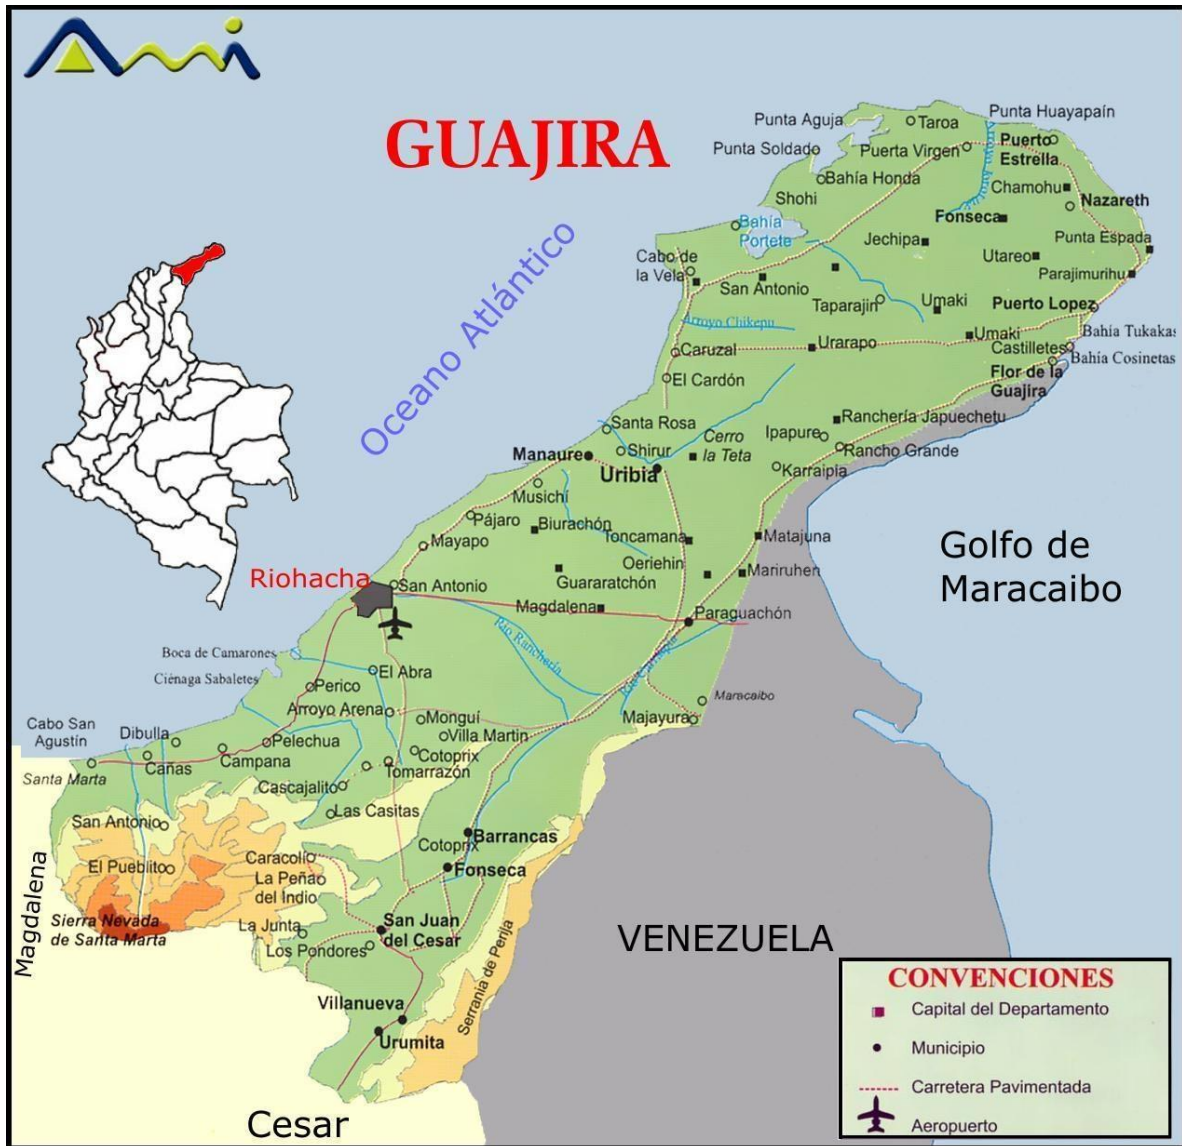 Ami
GUAJIRA
Punta Huayapaín
Punta Aguja
Taroa
Punta Soldado
Puerta Virgen
Puerto
Estrella
Bahía Honda
Chamohu
Shohi
Nazareth
Fonseca
Bahía
Portete
Jechipa
Punta Espada
Utareo
Cabo de
la Vela
San Antonio
Parajimurihu
Taparajin
Umaki
Puerto Lopez
Oceano Atlántico
Arroyo Chikepu
Bahía Tukakas
Umaki
Urarapo
Castilletes
Caruzal
Bahía Cosinetas
El Cardón
Flor de la
Guajira
Ranchería Japuechetu
Santa Rosa
Cerro
la Teta
Ipapure
Shirur
Rancho Grande
Manaure
Uribia
Karraipia
Musichí
Pájaro
Biurachón
Mayapo
Toncamana
Matajuna
Golfo de
Maracaibo
Oeriehin
Riohacha
San Antonio
Guararatchón
Mariruhen
Magdalena
Paraguachón
Rio Ranchería
Boca de Camarones
Ciénaga Sabaletes
El Abra
Perico
Maracaibo
Arroyo Arena
Monguí
Majayura
Cabo San
Agustín
Dibulla
Villa Martin
Pelechua
Cotoprix
Campana
Cañas
Tomarrazón
Santa Marta
Cascajalito
Las Casitas
San Antonio
Barrancas
Cotoprix
Caracolío
El Pueblito
Fonseca
La Peña
del Indio
Magdalena
Sierra Nevada
de Santa Marta
La Junta
San Juan
del Cesar
Los Pondores
Serranía de Perija
VENEZUELA
Villanueva
Urumita
Cesar
CONVENCIONES
Capital del Departamento
Municipio
Carretera Pavimentada
Aeropuerto